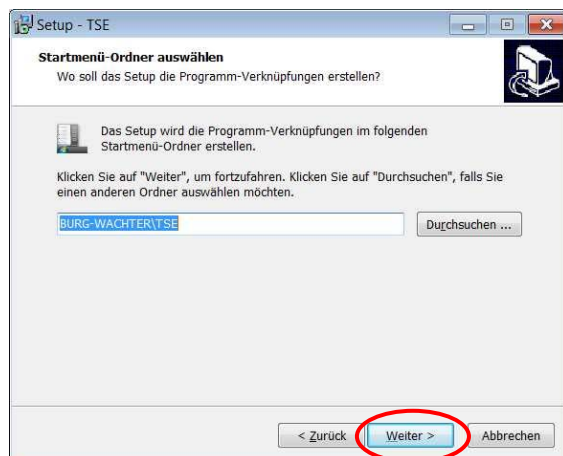 Setup - TSE
Startmenü-Ordner auswählen
Wo soll das Setup die Programm-Verknüpfungen erstellen?
Das Setup wird die Programm-Verknüpfungen im folgenden
Startmenü-Ordner erstellen.
Klicken Sie auf "Weiter", um fortzufahren. Klicken Sie auf "Durchsuchen", falls Sie
einen anderen Ordner auswählen möchten.
BURG-WACHTER\TSE
Durchsuchen ...
< Zurück
Weiter >
Abbrechen